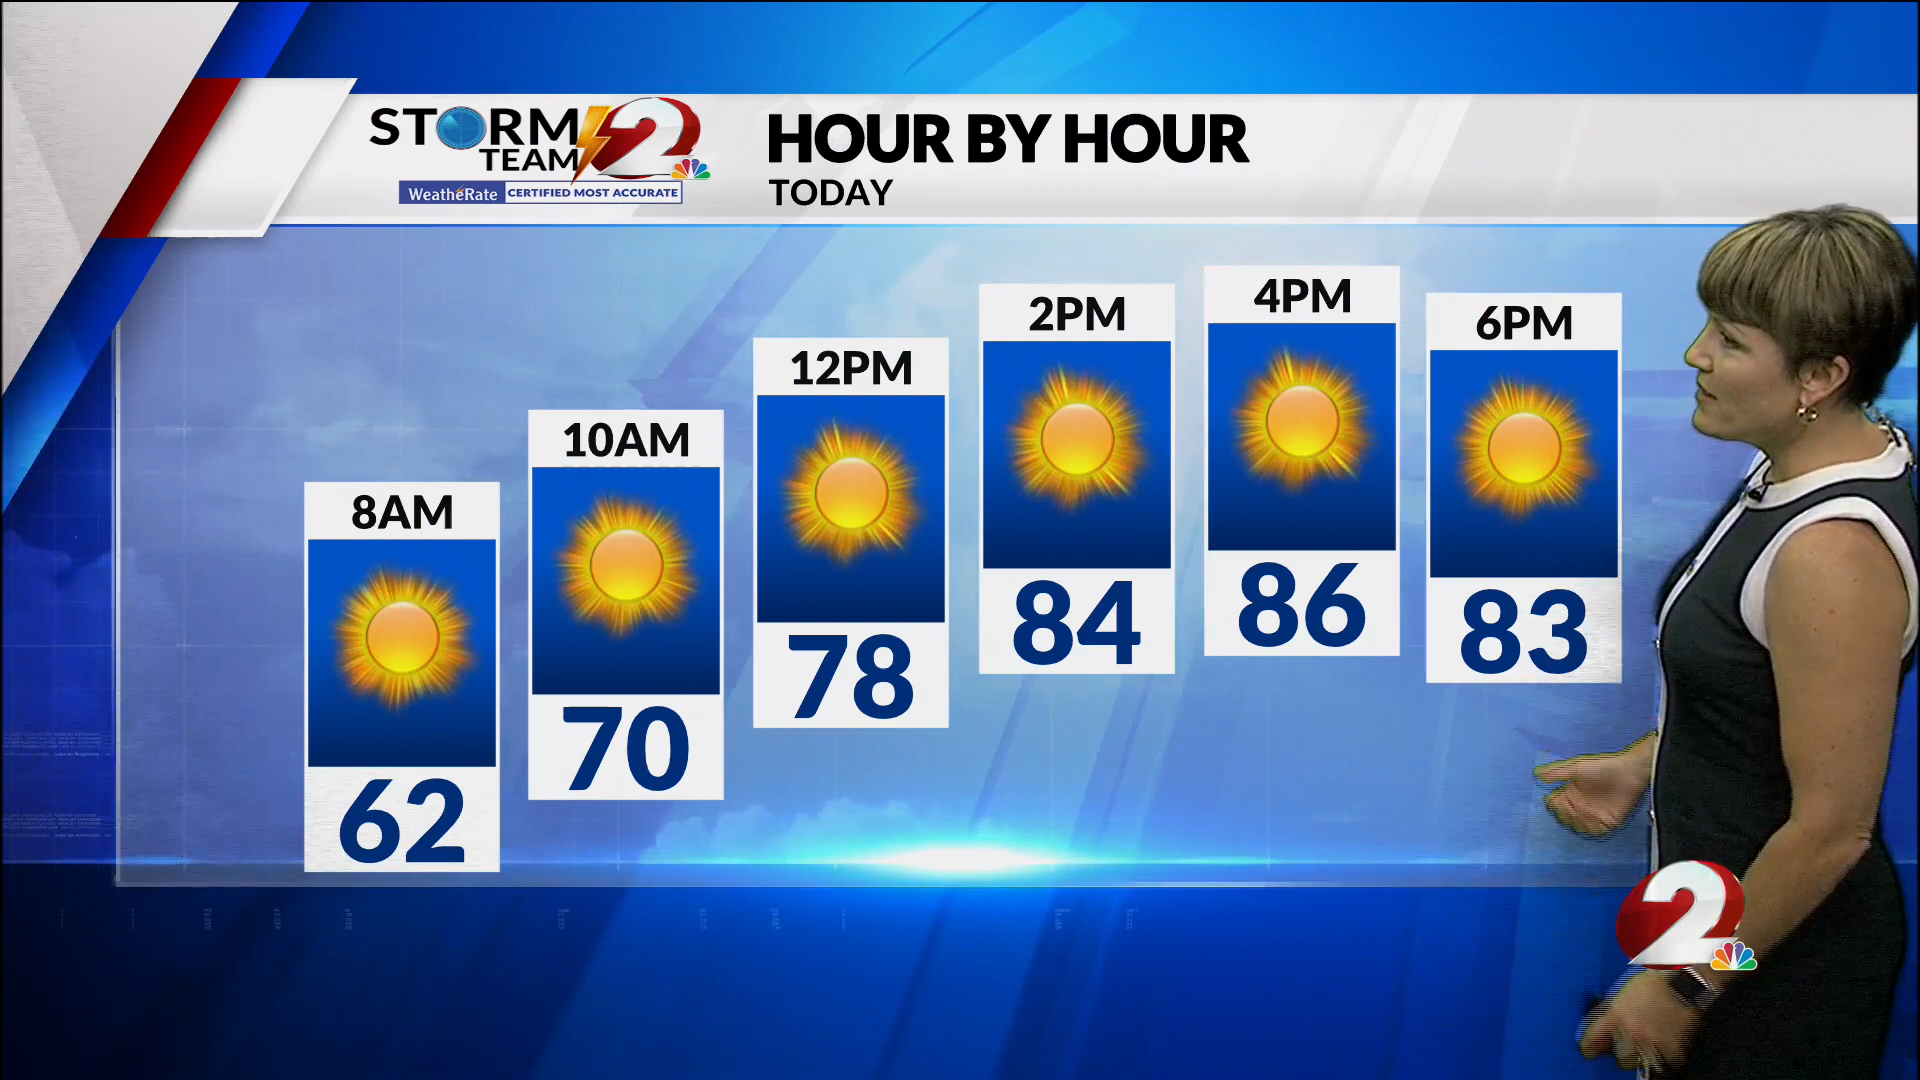 STORM
TEAM 2
WeatheRate CERTIFIED MOST ACCURATE
HOUR BY HOUR
TODAY
8AM
62
10AM
70
12PM
78
2PM
84
4PM
86
6PM
83
2